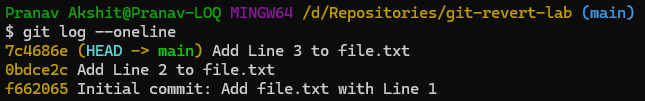 Pranav Akshit@Pranav-LOQ MINGW64 /d/Repositories/git-revert-lab (main)
$ git log --oneline
7c4686e (HEAD -> main) Add Line 3 to file.txt
0bdce2c Add Line 2 to file.txt
f662065 Initial commit: Add file.txt with Line 1